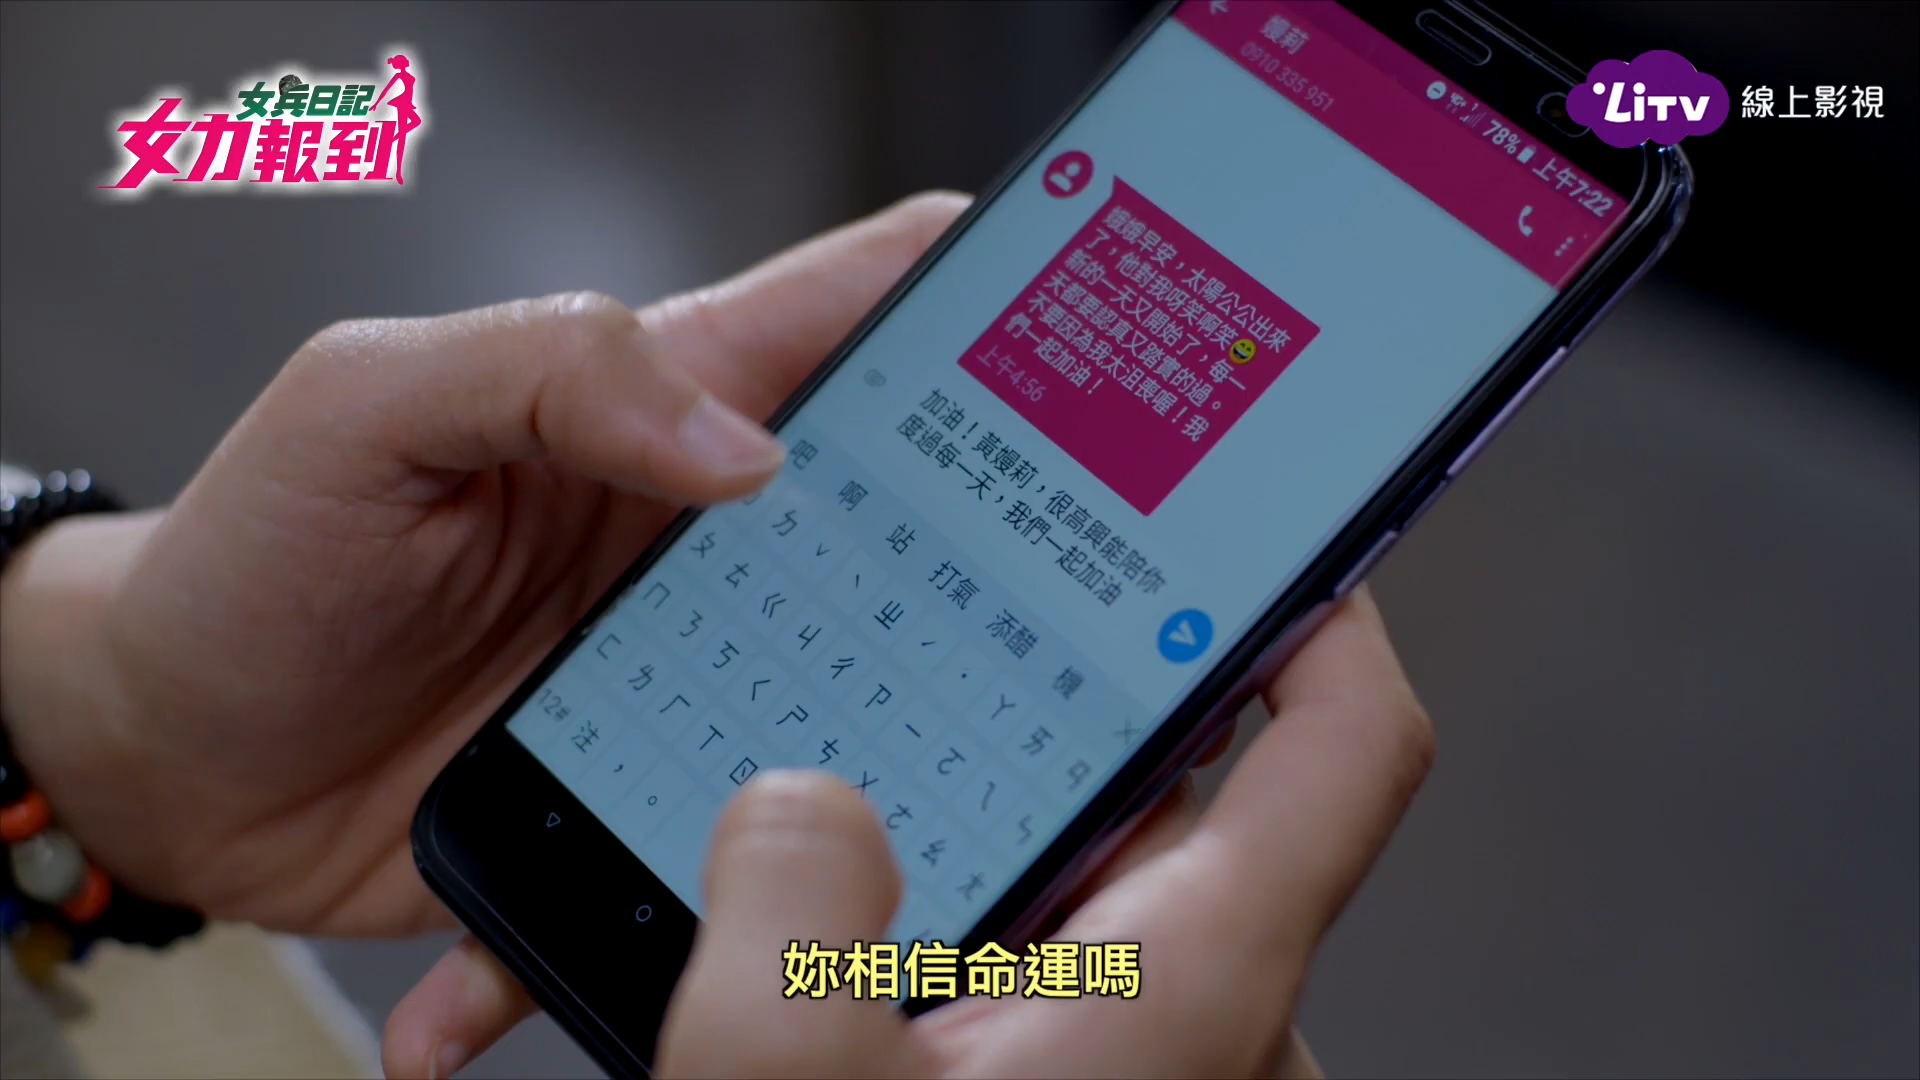 女兵日記
女力報到
LiTV 線上影視
嫚莉
0910 335 951
78% 上午7:22
娥娥早安，太陽公公出來
了，他對我呀笑啊笑😄
新的一天又開始了，每一
天都要認真又踏實的過。
不要因為我太沮喪喔！我
們一起加油！
上午4:56
加油！黃嫚莉，很高興能陪你
度過每一天，我們一起加油
吧 啊 站 打氣 添醋 機
ㄉ ˇ ˋ ㄓ ˊ ˙ ㄚ ㄞ ㄢ
ㄆ ㄊ ㄍ ㄐ ㄔ ㄗ ㄧ ㄛ ㄟ ㄣ
ㄇ ㄋ ㄎ ㄑ ㄕ ㄘ ㄨ ㄜ ㄠ ㄤ
ㄈ ㄌ ㄏ ㄒ ㄖ
12# 注 ， 。
妳相信命運嗎